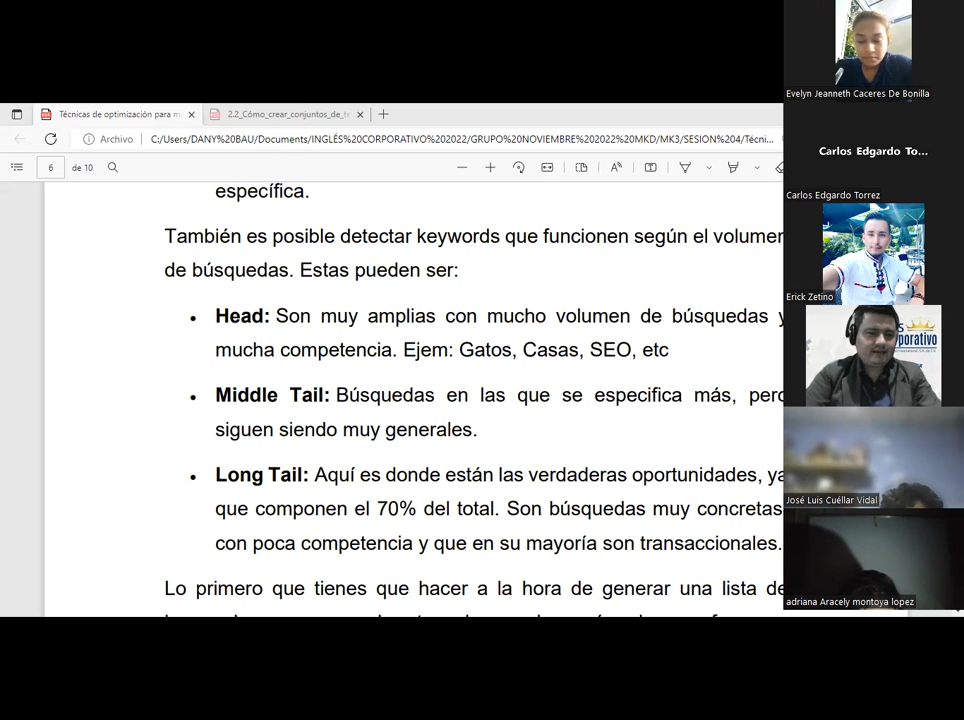 Técnicas de optimización para m
2.2_Cómo_crear_conjuntos_de_t
Archivo
C:/Users/DANY%20BAU/Documents/INGLÉS%20CORPORATIVO%202022/GRUPO%20NOVIEMBRE%202022%20MKD/MK3/SESION%204/Técni...
6 de 10
específica.
También es posible detectar keywords que funcionen según el volumen
de búsquedas. Estas pueden ser:
• Head: Son muy amplias con mucho volumen de búsquedas y
mucha competencia. Ejem: Gatos, Casas, SEO, etc
• Middle Tail: Búsquedas en las que se especifica más, pero
siguen siendo muy generales.
• Long Tail: Aquí es donde están las verdaderas oportunidades, ya
que componen el 70% del total. Son búsquedas muy concretas
con poca competencia y que en su mayoría son transaccionales.
Lo primero que tienes que hacer a la hora de generar una lista de
Evelyn Jeanneth Caceres De Bonilla
Carlos Edgardo To...
Carlos Edgardo Torrez
Erick Zetino
José Luis Cuéllar Vidal
adriana Aracely montoya lopez